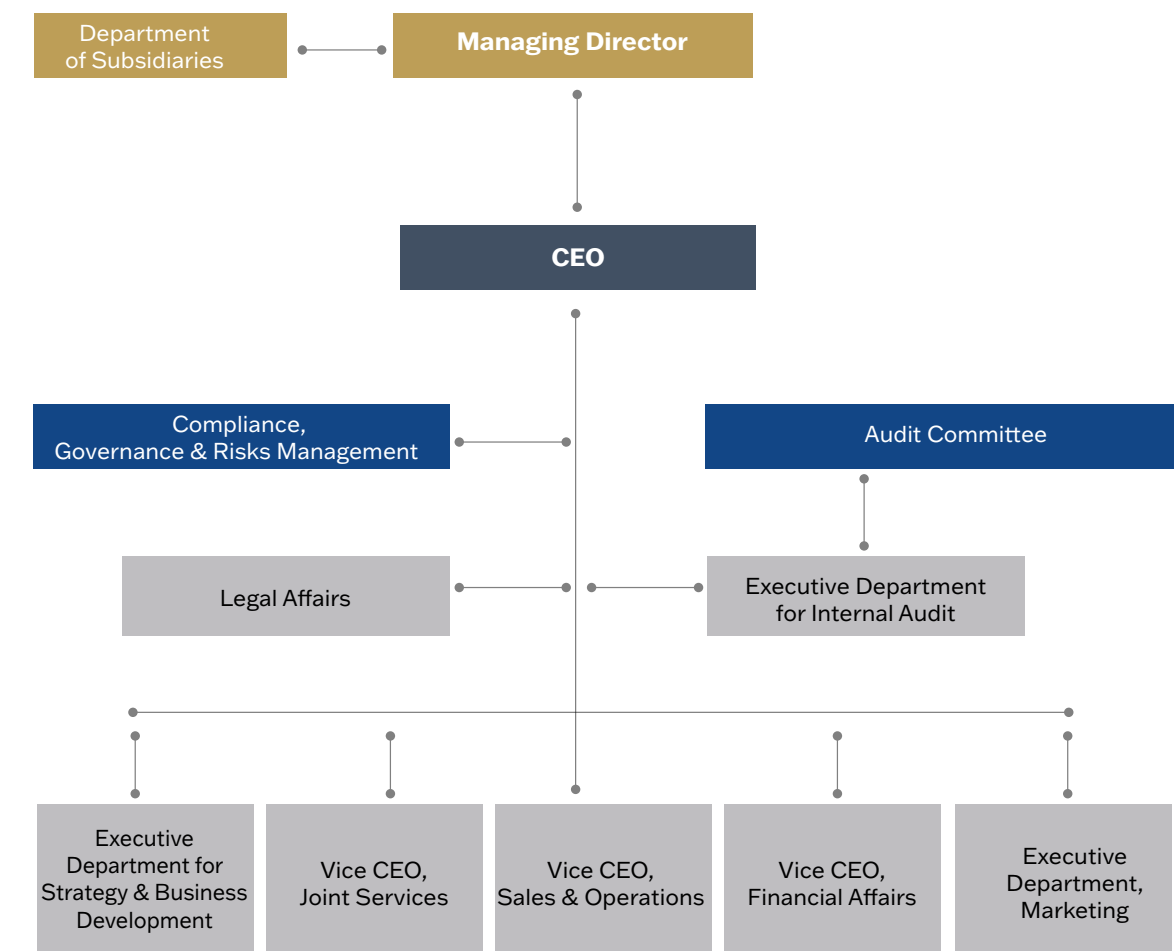 Department
of Subsidiaries
Managing Director
CEO
Compliance,
Governance & Risks Management
Audit Committee
Legal Affairs
Executive Department
for Internal Audit
Executive
Department for
Strategy & Business
Development
Vice CEO,
Joint Services
Vice CEO,
Sales & Operations
Vice CEO,
Financial Affairs
Executive
Department,
Marketing